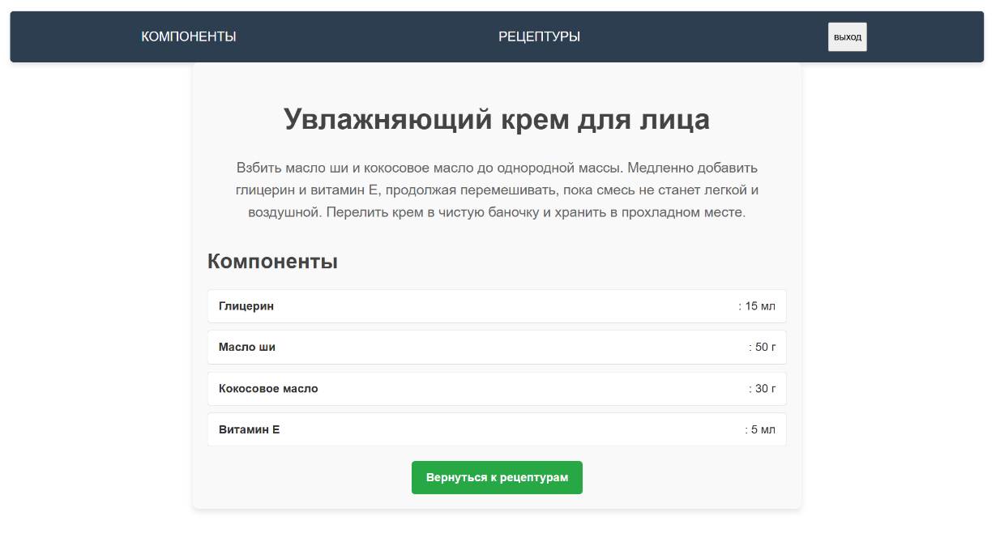 КОМПОНЕНТЫ РЕЦЕПТУРЫ выход
Увлажняющий крем для лица
Взбить масло ши и кокосовое масло до однородной массы. Медленно добавить
глицерин и витамин Е, продолжая перемешивать, пока смесь не станет легкой и
воздушной. Перелить крем в чистую баночку и хранить в прохладном месте.
Компоненты
Глицерин : 15 мл
Масло ши : 50 г
Кокосовое масло : 30 г
Витамин Е : 5 мл
Вернуться к рецептурам